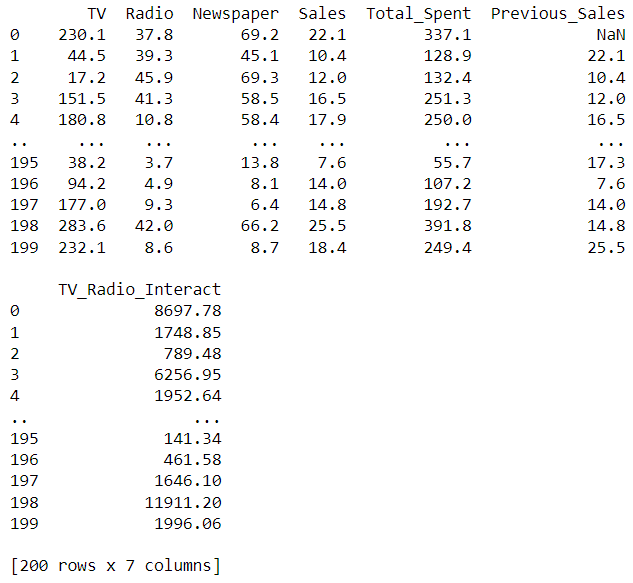 TV  Radio  Newspaper  Sales  Total_Spent  Previous_Sales
0    230.1   37.8       69.2   22.1        337.1             NaN
1     44.5   39.3       45.1   10.4        128.9            22.1
2     17.2   45.9       69.3   12.0        132.4            10.4
3    151.5   41.3       58.5   16.5        251.3            12.0
4    180.8   10.8       58.4   17.9        250.0            16.5
..     ...    ...        ...    ...          ...             ...
195   38.2    3.7       13.8    7.6         55.7            17.3
196   94.2    4.9        8.1   14.0        107.2             7.6
197  177.0    9.3        6.4   14.8        192.7            14.0
198  283.6   42.0       66.2   25.5        391.8            14.8
199  232.1    8.6        8.7   18.4        249.4            25.5

     TV_Radio_Interact
0              8697.78
1              1748.85
2               789.48
3              6256.95
4              1952.64
..                 ...
195             141.34
196             461.58
197            1646.10
198           11911.20
199            1996.06

[200 rows x 7 columns]